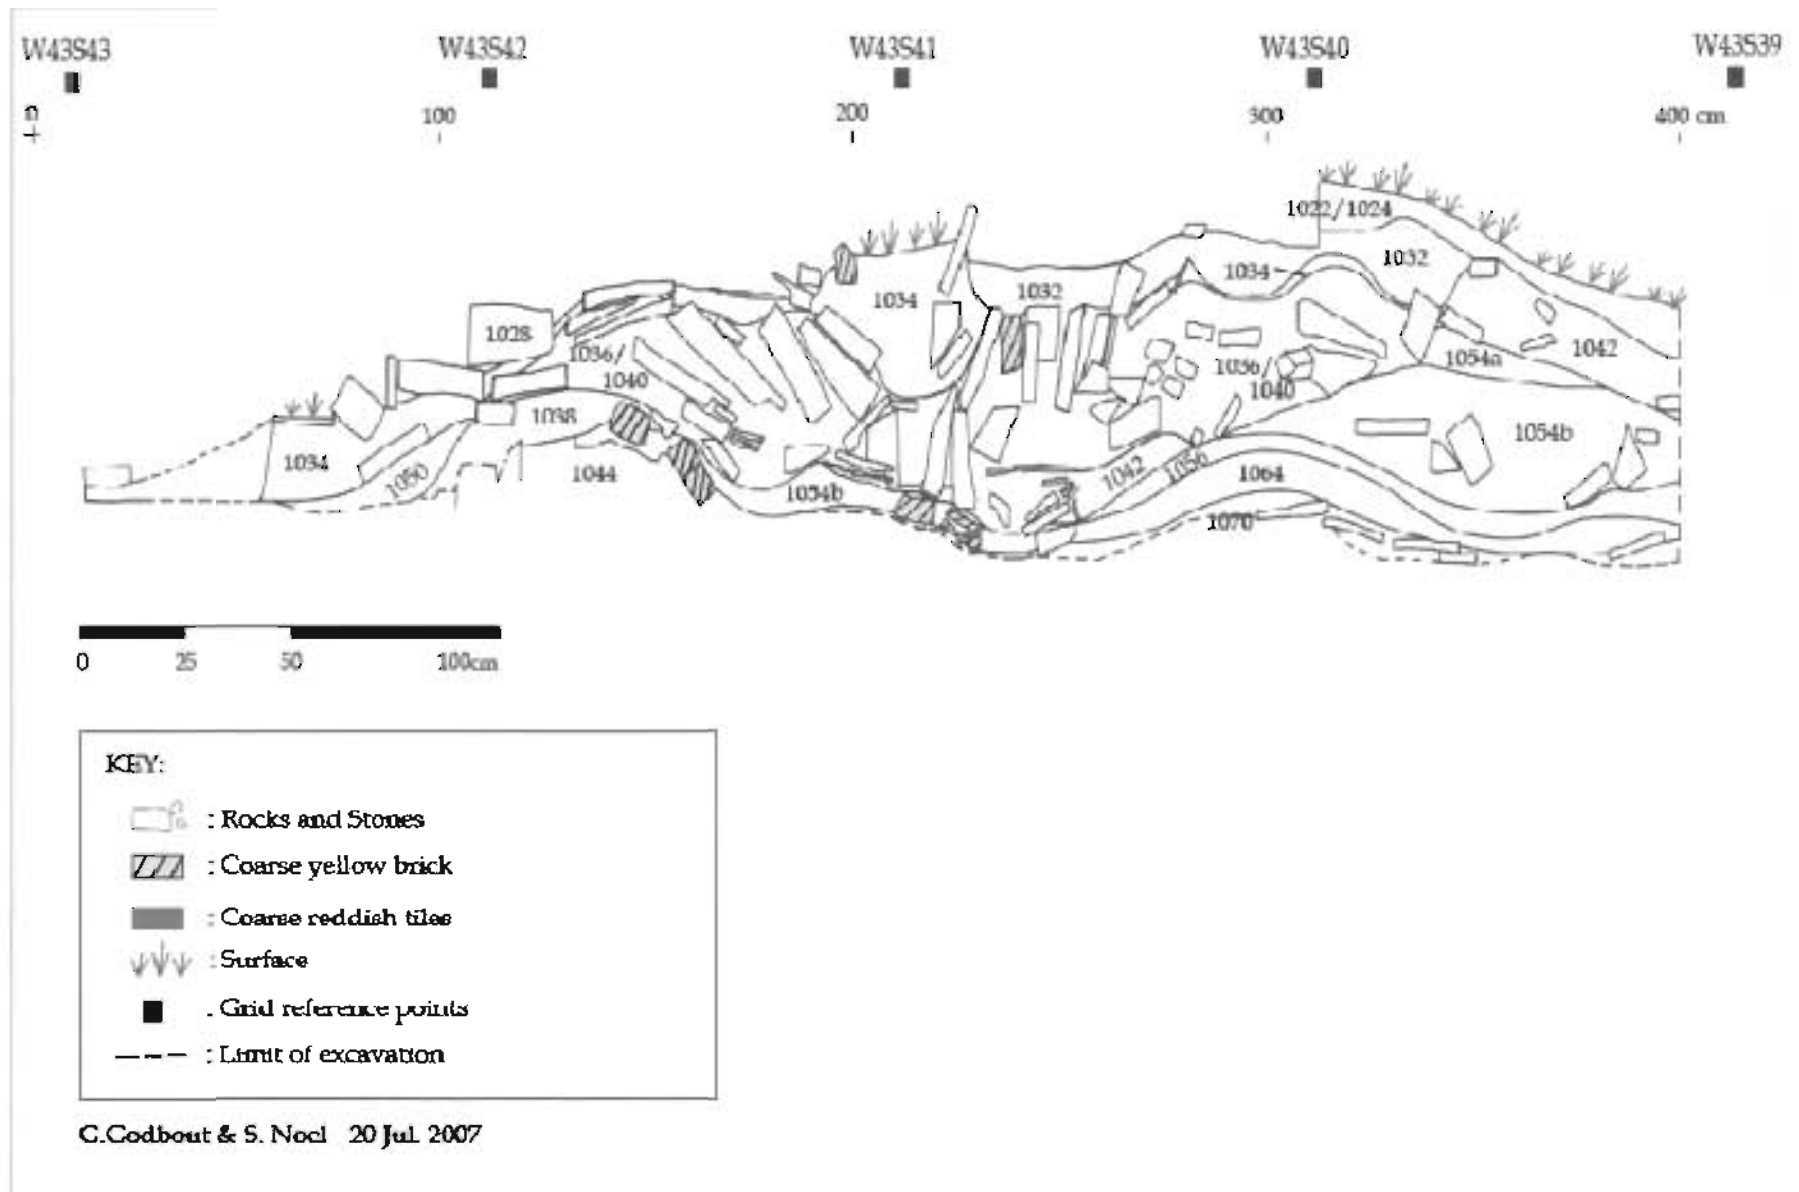 W43S43 W43S42 W43S41 W43S40 W43S39
0 100 200 300 400 cm
1022/1024
1032
1034
1034
1032
1028
1042
1036/
1040
1036/
1040
1054a
1038
1054b
1034
1050
1044
1054b
1042
1056
1064
1070
0 25 50 100cm
KEY:
: Rocks and Stones
: Coarse yellow brick
: Coarse reddish tiles
: Surface
: Grid reference points
: Limit of excavation
C.Godbout & S. Noel 20 Jul. 2007